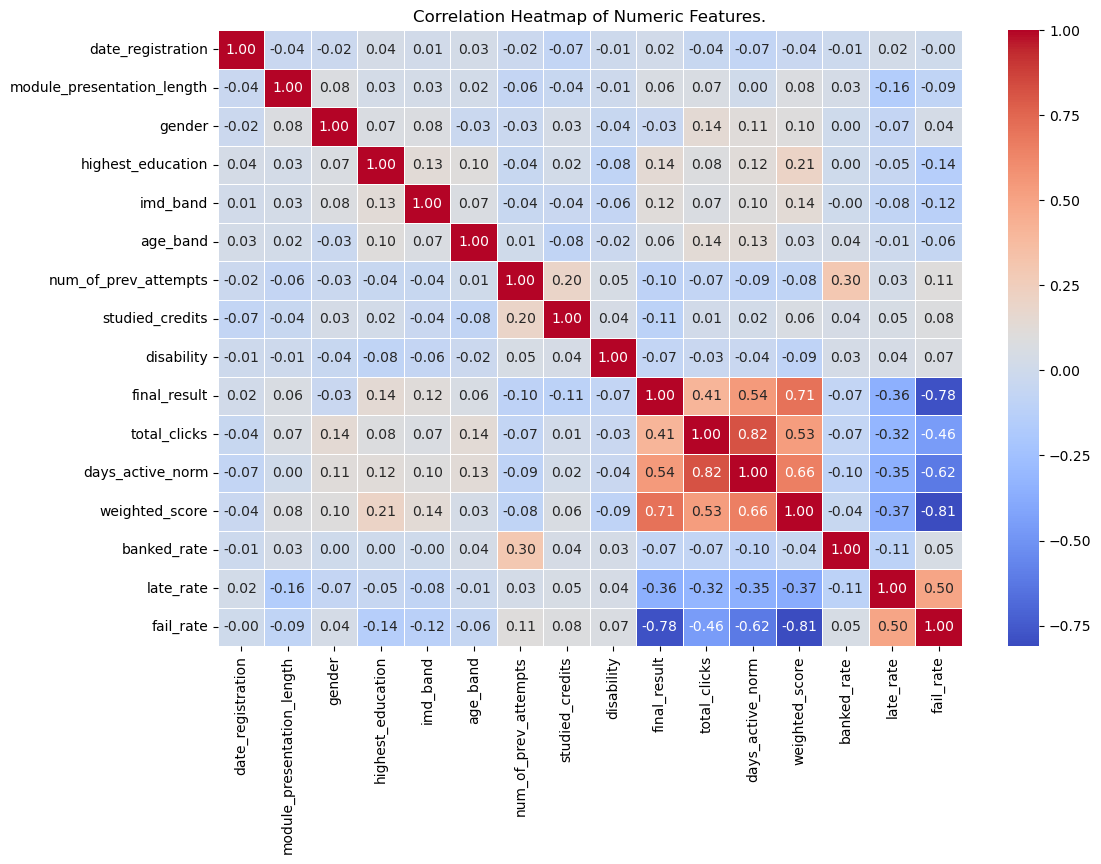 Correlation Heatmap of Numeric Features.
date_registration 1.00 -0.04 -0.02 0.04 0.01 0.03 -0.02 -0.07 -0.01 0.02 -0.04 -0.07 -0.04 -0.01 0.02 -0.00
module_presentation_length -0.04 1.00 0.08 0.03 0.03 0.02 -0.06 -0.04 -0.01 0.06 0.07 0.00 0.08 0.03 -0.16 -0.09
gender -0.02 0.08 1.00 0.07 0.08 -0.03 -0.03 0.03 -0.04 -0.03 0.14 0.11 0.10 0.00 -0.07 0.04
highest_education 0.04 0.03 0.07 1.00 0.13 0.10 -0.04 0.02 -0.08 0.14 0.08 0.12 0.21 0.00 -0.05 -0.14
imd_band 0.01 0.03 0.08 0.13 1.00 0.07 -0.04 -0.04 -0.06 0.12 0.07 0.10 0.14 -0.00 -0.08 -0.12
age_band 0.03 0.02 -0.03 0.10 0.07 1.00 0.01 -0.08 -0.02 0.06 0.14 0.13 0.03 0.04 -0.01 -0.06
num_of_prev_attempts -0.02 -0.06 -0.03 -0.04 -0.04 0.01 1.00 0.20 0.05 -0.10 -0.07 -0.09 -0.08 0.30 0.03 0.11
studied_credits -0.07 -0.04 0.03 0.02 -0.04 -0.08 0.20 1.00 0.04 -0.11 0.01 0.02 0.06 0.04 0.05 0.08
disability -0.01 -0.01 -0.04 -0.08 -0.06 -0.02 0.05 0.04 1.00 -0.07 -0.03 -0.04 -0.09 0.03 0.04 0.07
final_result 0.02 0.06 -0.03 0.14 0.12 0.06 -0.10 -0.11 -0.07 1.00 0.41 0.54 0.71 -0.07 -0.36 -0.78
total_clicks -0.04 0.07 0.14 0.08 0.07 0.14 -0.07 0.01 -0.03 0.41 1.00 0.82 0.53 -0.07 -0.32 -0.46
days_active_norm -0.07 0.00 0.11 0.12 0.10 0.13 -0.09 0.02 -0.04 0.54 0.82 1.00 0.66 -0.10 -0.35 -0.62
weighted_score -0.04 0.08 0.10 0.21 0.14 0.03 -0.08 0.06 -0.09 0.71 0.53 0.66 1.00 -0.04 -0.37 -0.81
banked_rate -0.01 0.03 0.00 0.00 -0.00 0.04 0.30 0.04 0.03 -0.07 -0.07 -0.10 -0.04 1.00 -0.11 0.05
late_rate 0.02 -0.16 -0.07 -0.05 -0.08 -0.01 0.03 0.05 0.04 -0.36 -0.32 -0.35 -0.37 -0.11 1.00 0.50
fail_rate -0.00 -0.09 0.04 -0.14 -0.12 -0.06 0.11 0.08 0.07 -0.78 -0.46 -0.62 -0.81 0.05 0.50 1.00
date_registration
module_presentation_length
gender
highest_education
imd_band
age_band
num_of_prev_attempts
studied_credits
disability
final_result
total_clicks
days_active_norm
weighted_score
banked_rate
late_rate
fail_rate
1.00
0.75
0.50
0.25
0.00
−0.25
−0.50
−0.75